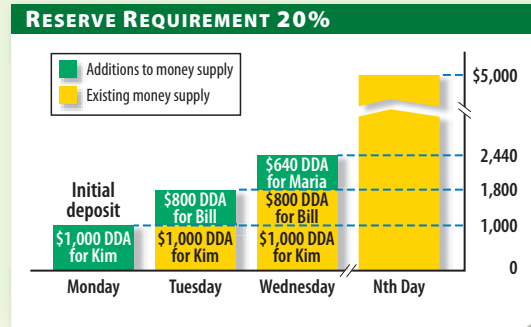 RESERVE REQUIREMENT 20%
Additions to money supply
Existing money supply
$5,000
2,440
1,800
1,000
0
Initial
deposit
$1,000 DDA
for Kim
$800 DDA
for Bill
$1,000 DDA
for Kim
$640 DDA
for Maria
$800 DDA
for Bill
$1,000 DDA
for Kim
Monday
Tuesday
Wednesday
Nth Day